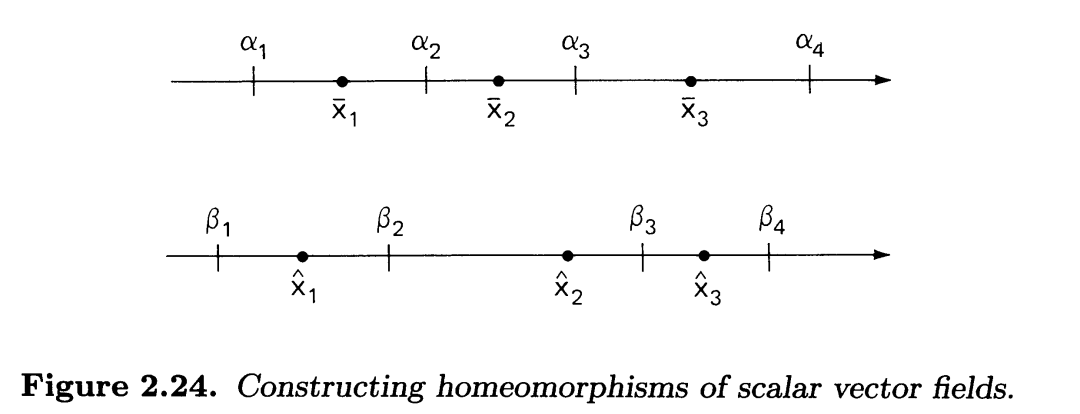 α₁ α₂ α₃ α₄
x̄₁ x̄₂ x̄₃
β₁ β₂ β₃ β₄
x̂₁ x̂₂ x̂₃
Figure 2.24. Constructing homeomorphisms of scalar vector fields.